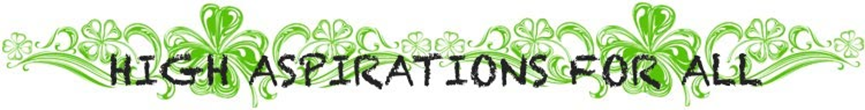 HIGH ASPIRATIONS FOR ALL